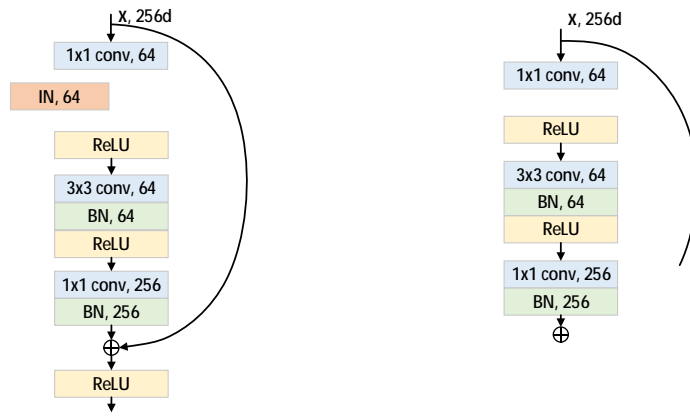 x, 256d
1x1 conv, 64
IN, 64
ReLU
3x3 conv, 64
BN, 64
ReLU
1x1 conv, 256
BN, 256
ReLU
x, 256d
1x1 conv, 64
ReLU
3x3 conv, 64
BN, 64
ReLU
1x1 conv, 256
BN, 256